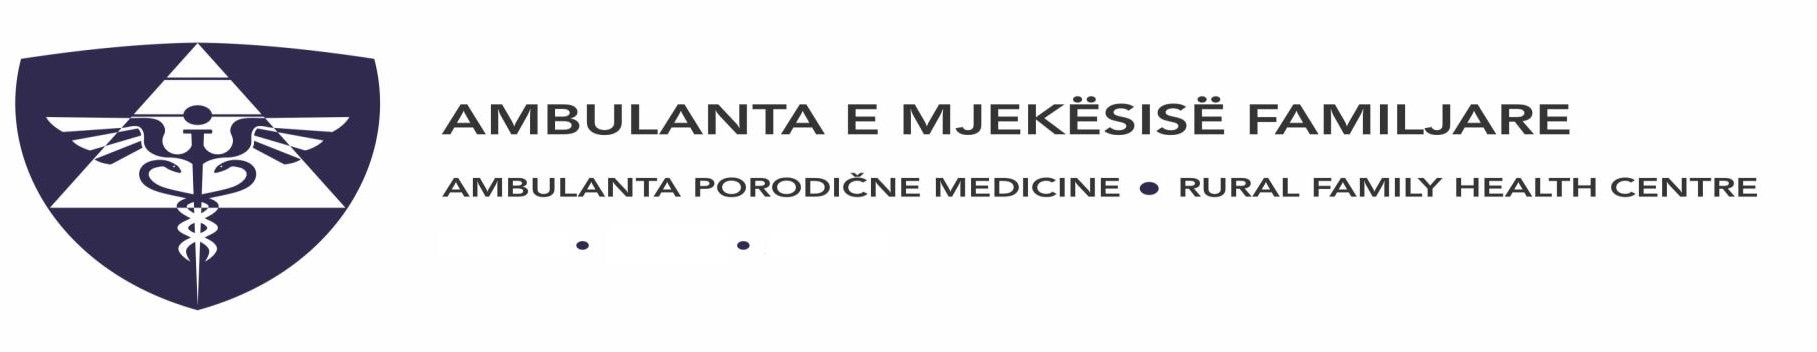 AMBULANTA E MJEKËSISË FAMILJARE
AMBULANTA PORODIČNE MEDICINE • RURAL FAMILY HEALTH CENTRE